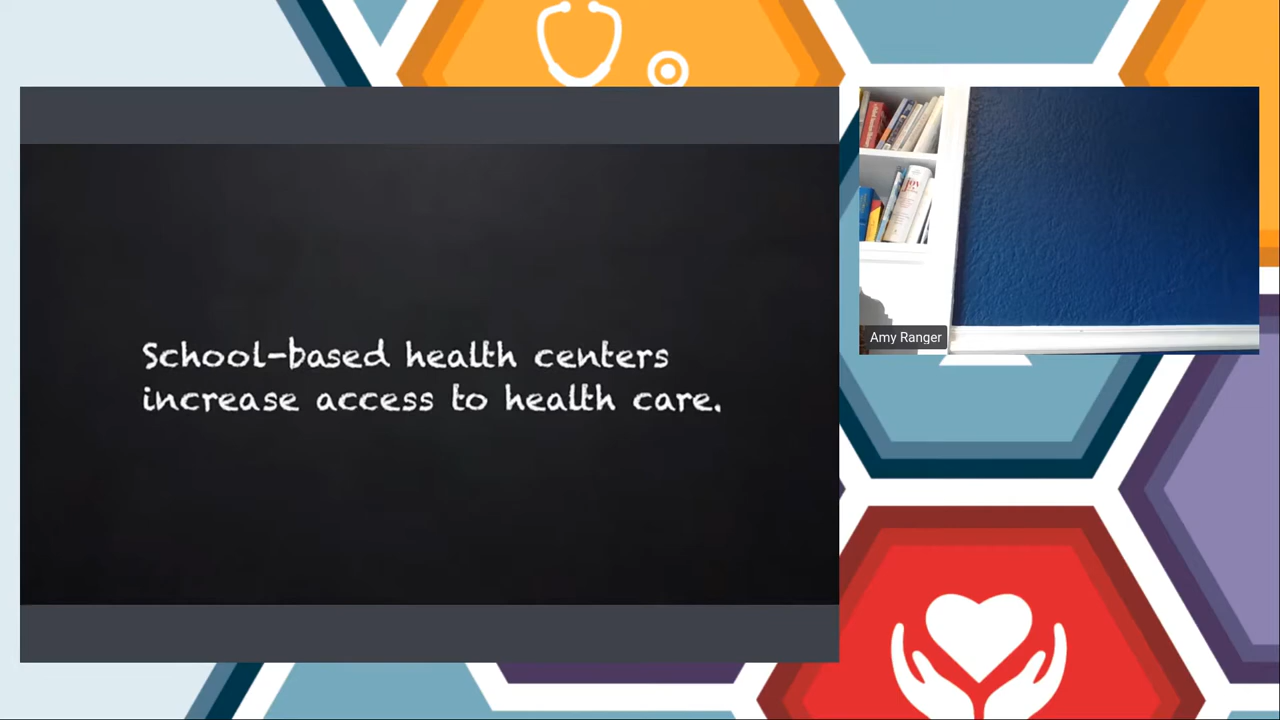 School-based health centers
increase access to health care.
Amy Ranger